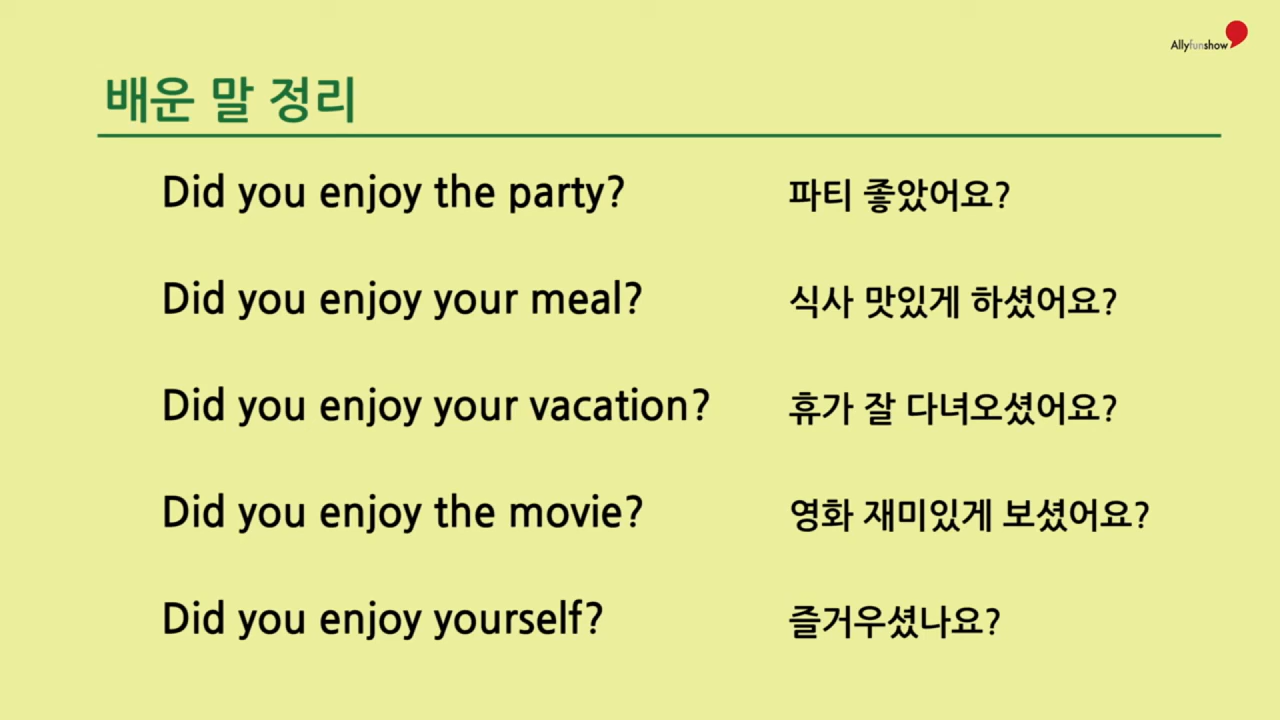 Allyfunshow
배운 말 정리
Did you enjoy the party? 파티 좋았어요?
Did you enjoy your meal? 식사 맛있게 하셨어요?
Did you enjoy your vacation? 휴가 잘 다녀오셨어요?
Did you enjoy the movie? 영화 재미있게 보셨어요?
Did you enjoy yourself? 즐거우셨나요?